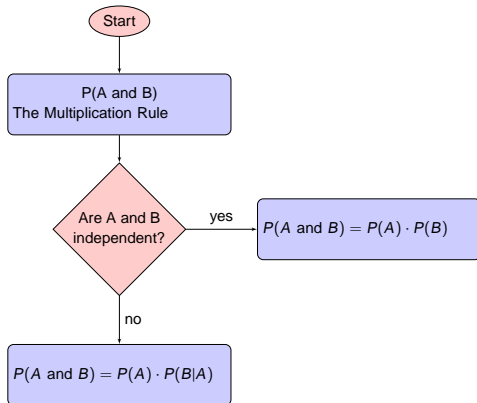 Start
P(A and B)
The Multiplication Rule
Are A and B
independent?
yes
P(A and B) = P(A) · P(B)
no
P(A and B) = P(A) · P(B|A)